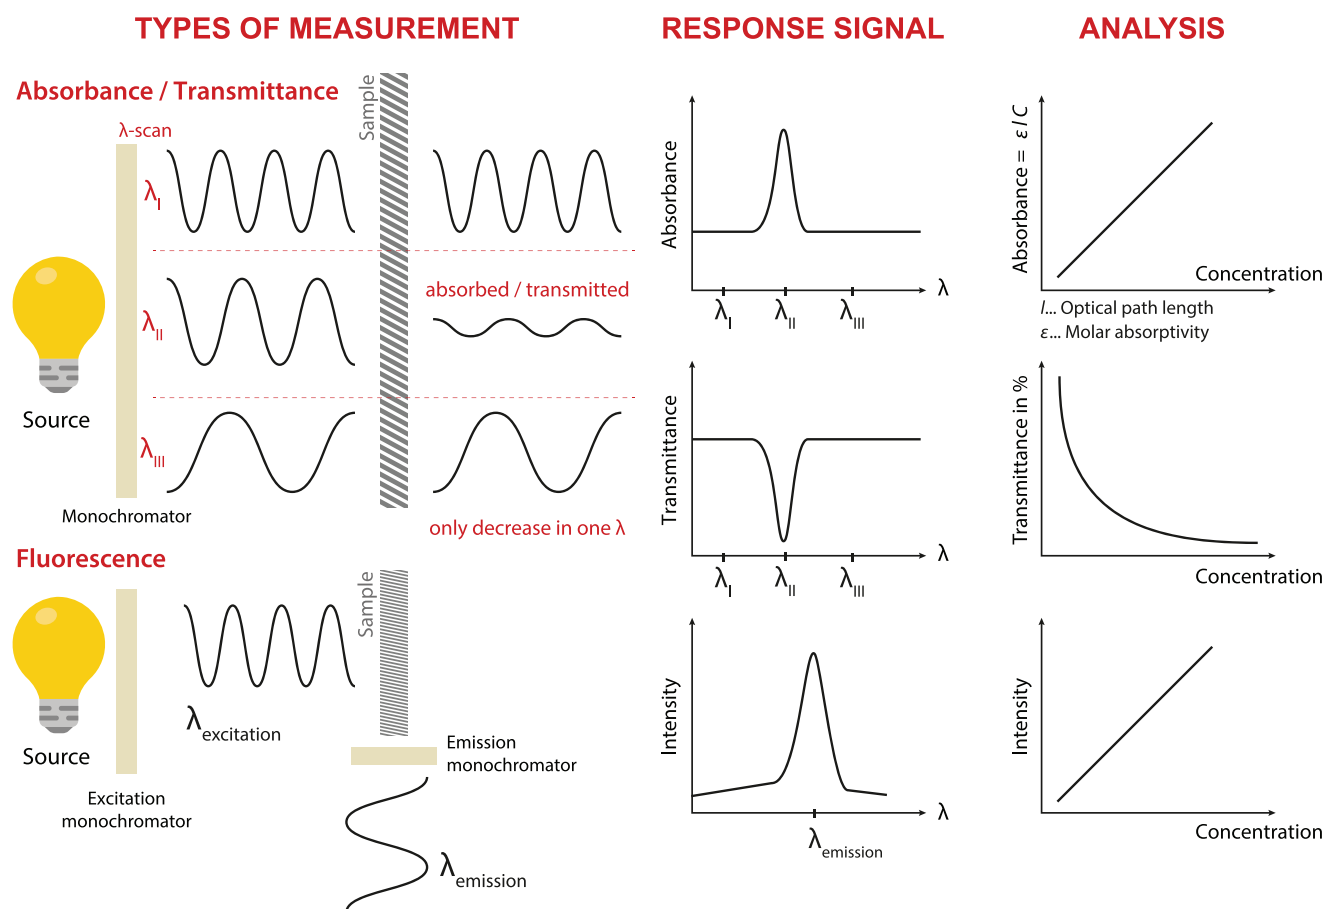 TYPES OF MEASUREMENT
RESPONSE SIGNAL
ANALYSIS
Absorbance / Transmittance
Sample
λ-scan
λI
λII
λIII
absorbed / transmitted
only decrease in one λ
Source
Monochromator
Absorbance
λ
λI
λII
λIII
Absorbance = ε l C
Concentration
l... Optical path length
ε... Molar absorptivity
Transmittance
λ
λI
λII
λIII
Transmittance in %
Concentration
Fluorescence
Sample
λexcitation
Source
Excitation
monochromator
Emission
monochromator
λemission
Intensity
λ
λemission
Intensity
Concentration